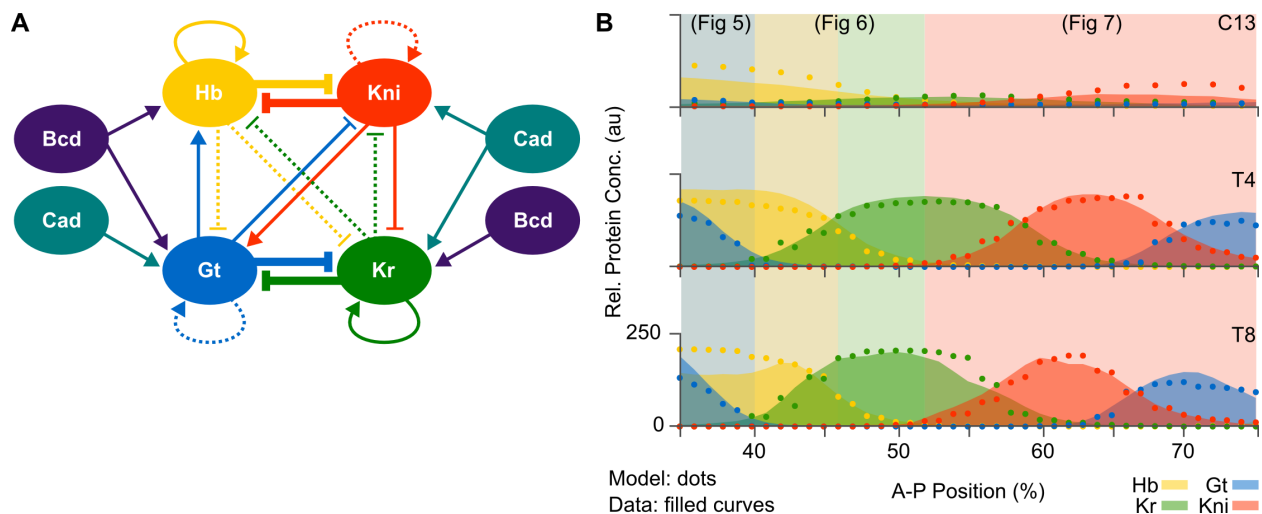 A
Hb
Kni
Bcd
Cad
Cad
Bcd
Gt
Kr
B
(Fig 5)
(Fig 6)
(Fig 7)
C13
T4
T8
Rel. Protein Conc. (au)
250
0
40
50
60
70
A-P Position (%)
Model: dots
Data: filled curves
Hb
Gt
Kr
Kni